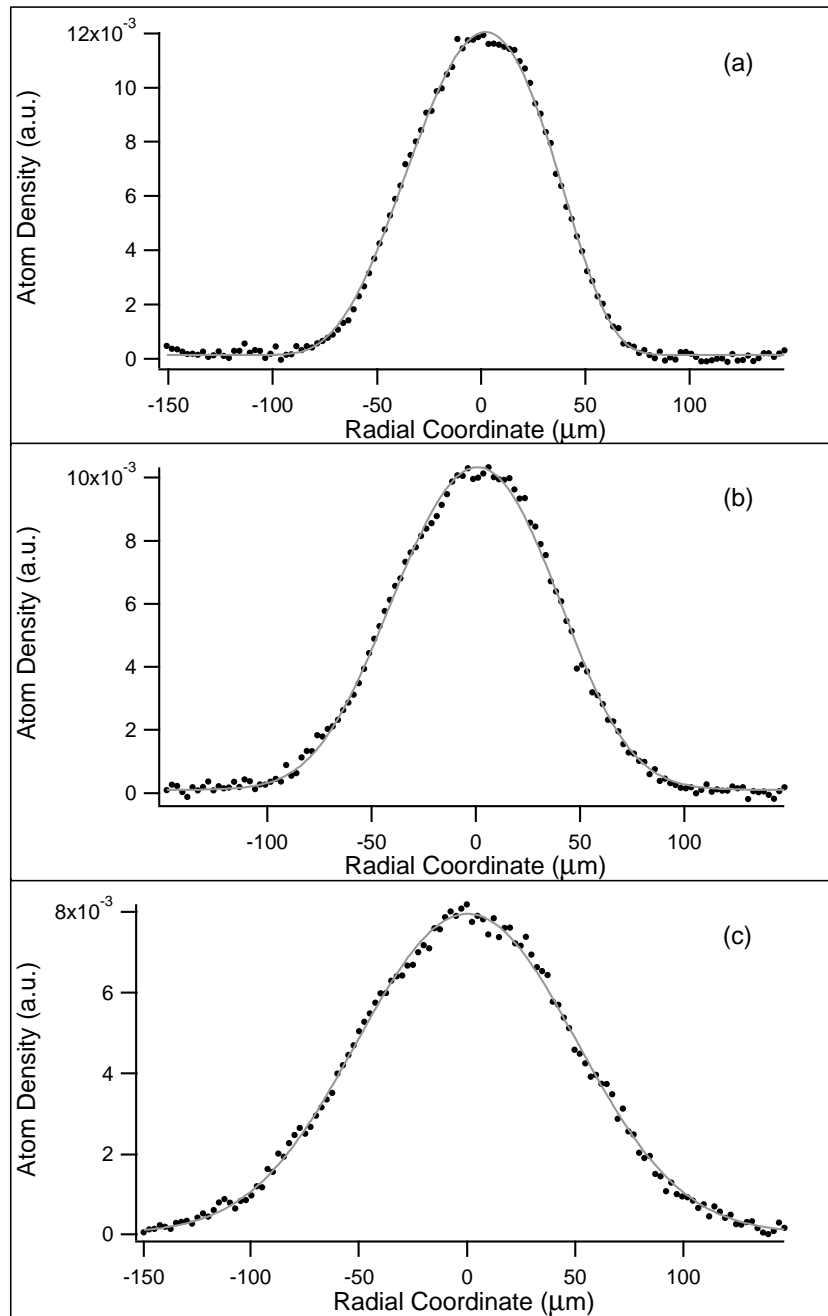 12x10-3
10
8
6
4
2
0
Atom Density (a.u.)
(a)
-150 -100 -50 0 50 100
Radial Coordinate (μm)
10x10-3
8
6
4
2
0
Atom Density (a.u.)
(b)
-100 -50 0 50 100
Radial Coordinate (μm)
8x10-3
6
4
2
0
Atom Density (a.u.)
(c)
-150 -100 -50 0 50 100
Radial Coordinate (μm)